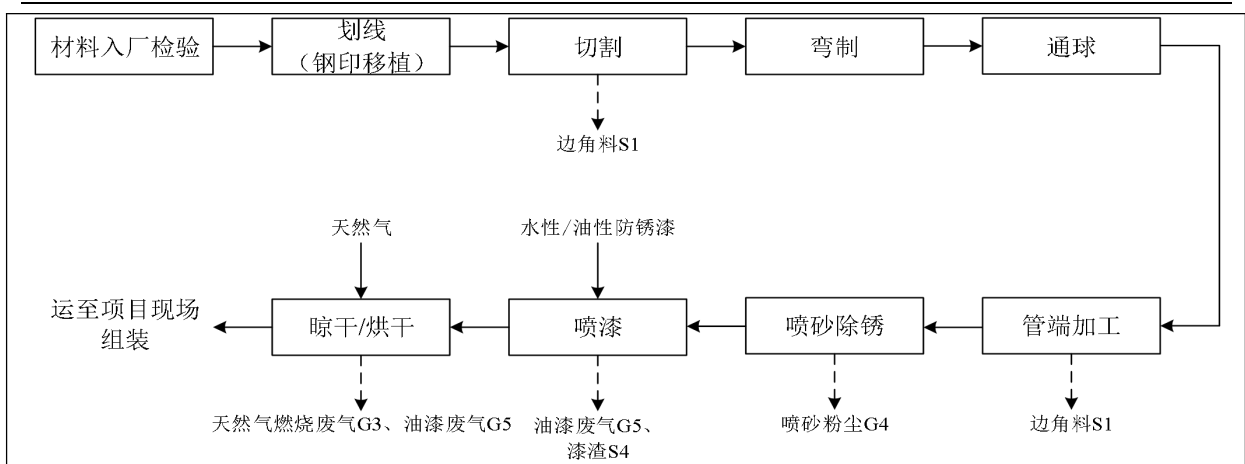 材料入厂检验
划线
（钢印移植）
切割
弯制
通球
边角料S1
天然气
水性/油性防锈漆
运至项目现场
组装
晾干/烘干
喷漆
喷砂除锈
管端加工
天然气燃烧废气G3、油漆废气G5
油漆废气G5、
漆渣S4
喷砂粉尘G4
边角料S1